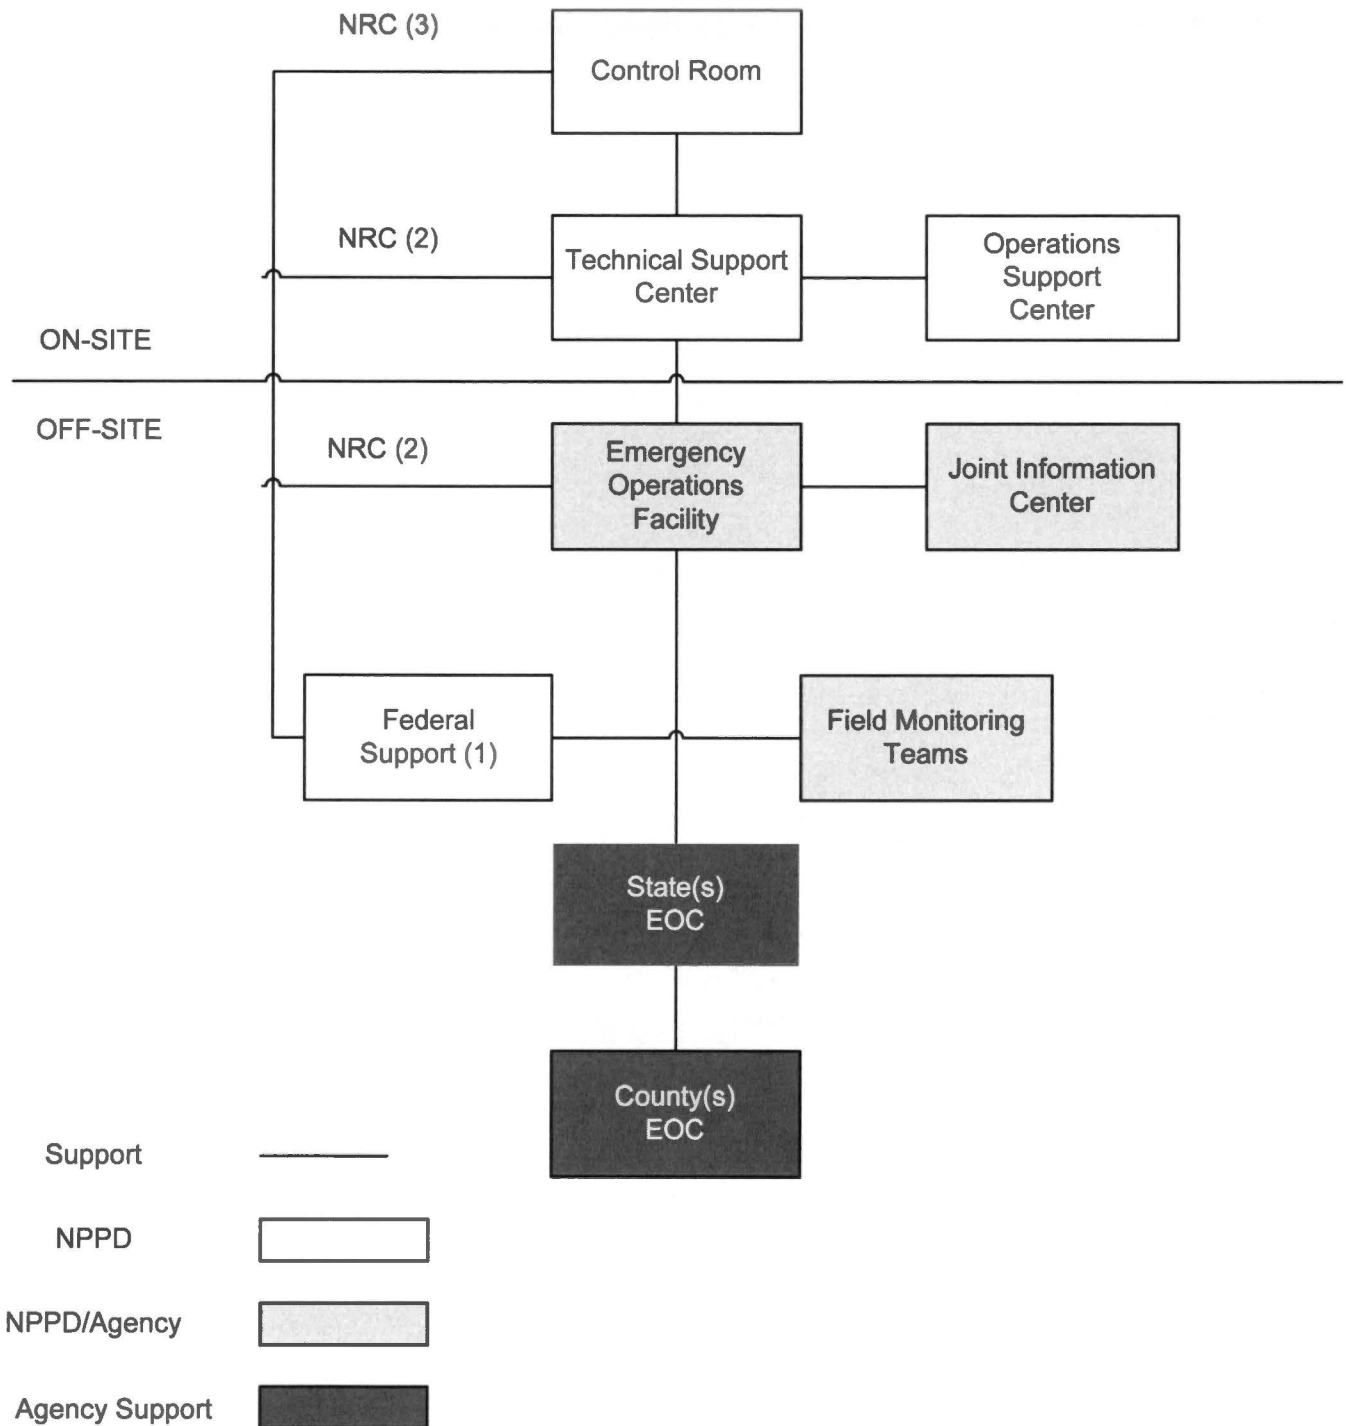 NRC (3)
Control Room
NRC (2)
Technical Support
Center
Operations
Support
Center
ON-SITE
OFF-SITE
NRC (2)
Emergency
Operations
Facility
Joint Information
Center
Federal
Support (1)
Field Monitoring
Teams
State(s)
EOC
County(s)
EOC
Support
NPPD
NPPD/Agency
Agency Support